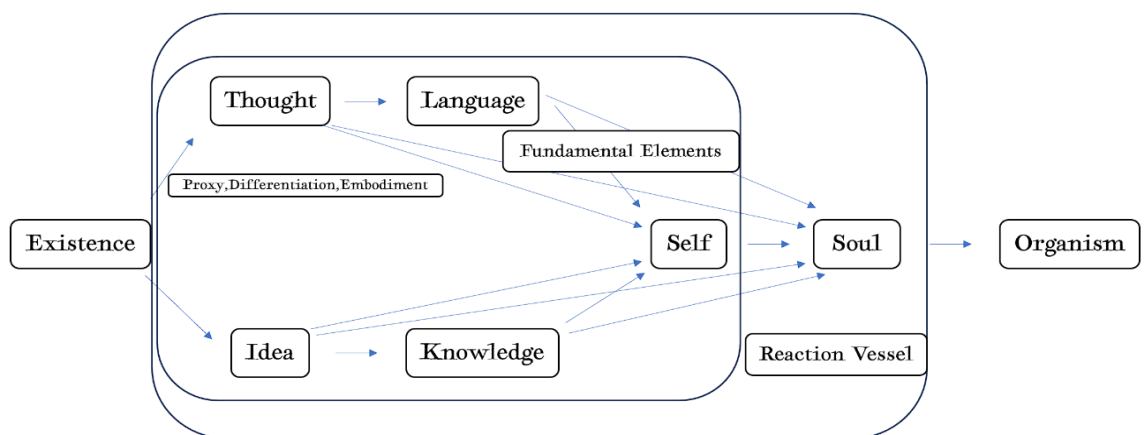 Thought
Language
Fundamental Elements
Proxy,Differentiation,Embodiment
Existence
Self
Soul
Organism
Idea
Knowledge
Reaction Vessel